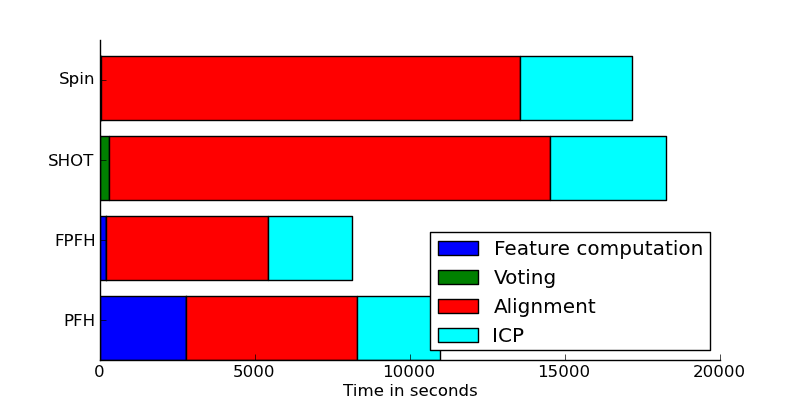 Spin
SHOT
FPFH
PFH
Feature computation
Voting
Alignment
ICP
0 5000 10000 15000 20000
Time in seconds